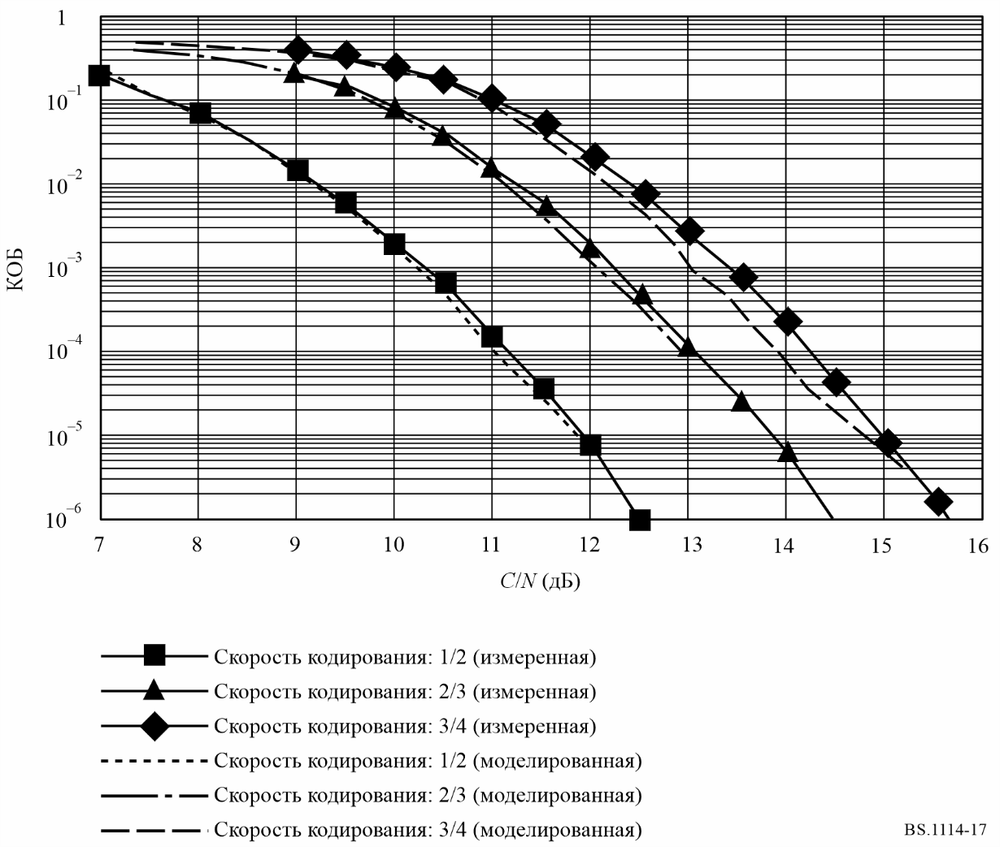 1
10⁻¹
10⁻²
10⁻³
10⁻⁴
10⁻⁵
10⁻⁶
КОБ
7 8 9 10 11 12 13 14 15 16
C/N (дБ)
Скорость кодирования: 1/2 (измеренная)
Скорость кодирования: 2/3 (измеренная)
Скорость кодирования: 3/4 (измеренная)
Скорость кодирования: 1/2 (моделированная)
Скорость кодирования: 2/3 (моделированная)
Скорость кодирования: 3/4 (моделированная)
BS.1114-17